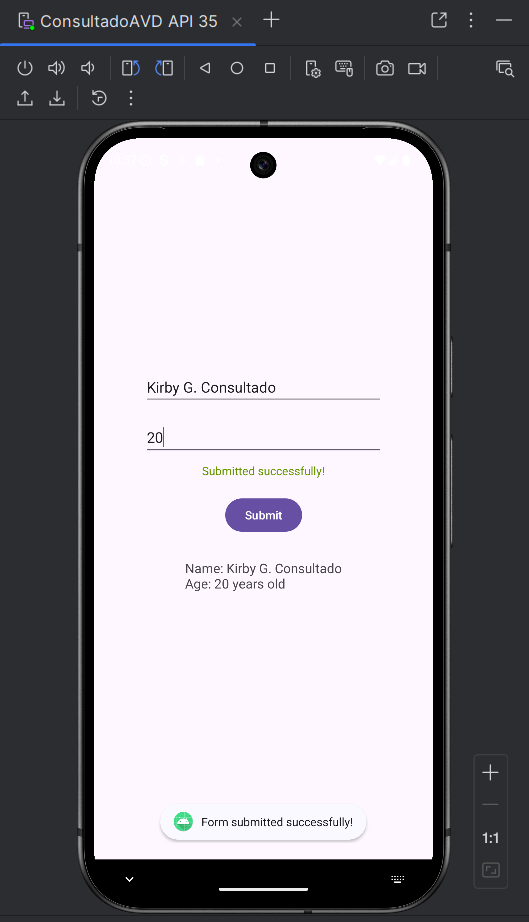 ConsultadoAVD API 35
Kirby G. Consultado
20
Submitted successfully!
Submit
Name: Kirby G. Consultado
Age: 20 years old
Form submitted successfully!
1:1